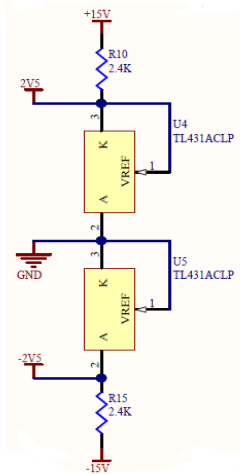 +15V
R10
2.4K
2V5
3
U4
TL431ACLP
K
VREF
1
A
2
GND
3
U5
TL431ACLP
K
VREF
1
A
2
-2V5
R15
2.4K
-15V